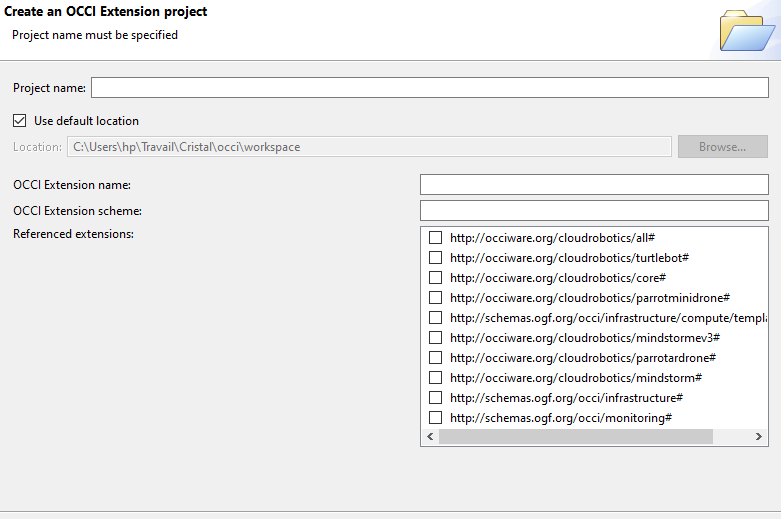 Create an OCCI Extension project
Project name must be specified
Project name:
Use default location
Location: C:\Users\hp\Travail\Cristal\occi\workspace Browse...
OCCI Extension name:
OCCI Extension scheme:
Referenced extensions:
http://occiware.org/cloudrobotics/all#
http://occiware.org/cloudrobotics/turtlebot#
http://occiware.org/cloudrobotics/core#
http://occiware.org/cloudrobotics/parrotminidrone#
http://schemas.ogf.org/occi/infrastructure/compute/templa
http://occiware.org/cloudrobotics/mindstormev3#
http://occiware.org/cloudrobotics/parrotardrone#
http://occiware.org/cloudrobotics/mindstorm#
http://schemas.ogf.org/occi/infrastructure#
http://schemas.ogf.org/occi/monitoring#